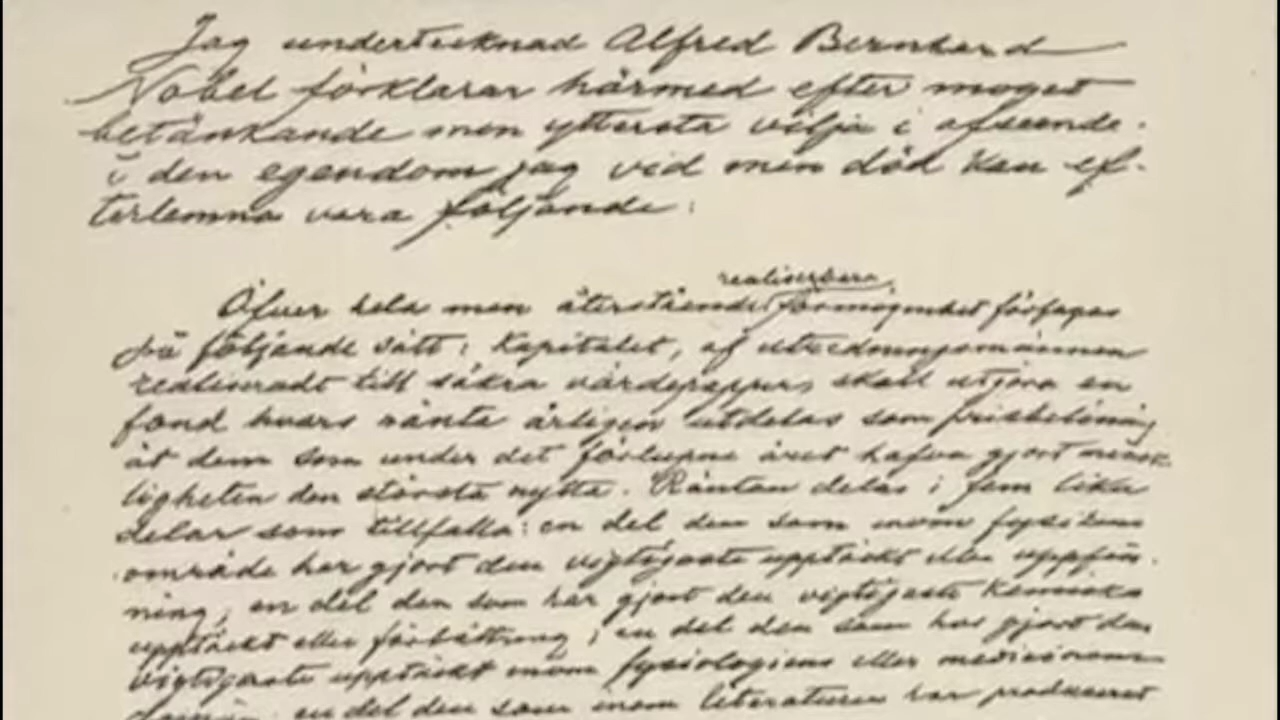 Jag undertecknad Alfred Bernhard
Nobel förklarar härmed efter moget
betänkande min yttersta vilja i afseende
å den egendom jag vid min död kan ef-
terlemna vara följande:
realiserbara
Öfver hela min återstående förmögenhet förfogas
på följande sätt: Kapitalet, af utredningsmännen
realiseradt till säkra värdepapper, skall utgöra en
fond hvars ränta årligen utdelas som prisbelöning
åt dem som under det förlupne året hafva gjort mensk-
ligheten den största nytta. Räntan delas i fem lika
delar som tillfalla: en del den som inom fysikens
område har gjort den vigtigaste upptäckt eller uppfin-
ning; en del den som har gjort den vigtigaste kemiska
upptäckt eller förbättring; en del den som har gjort den
vigtigaste upptäckt inom fysiologiens eller medicinens
domän; en del den som inom literaturen har producerat